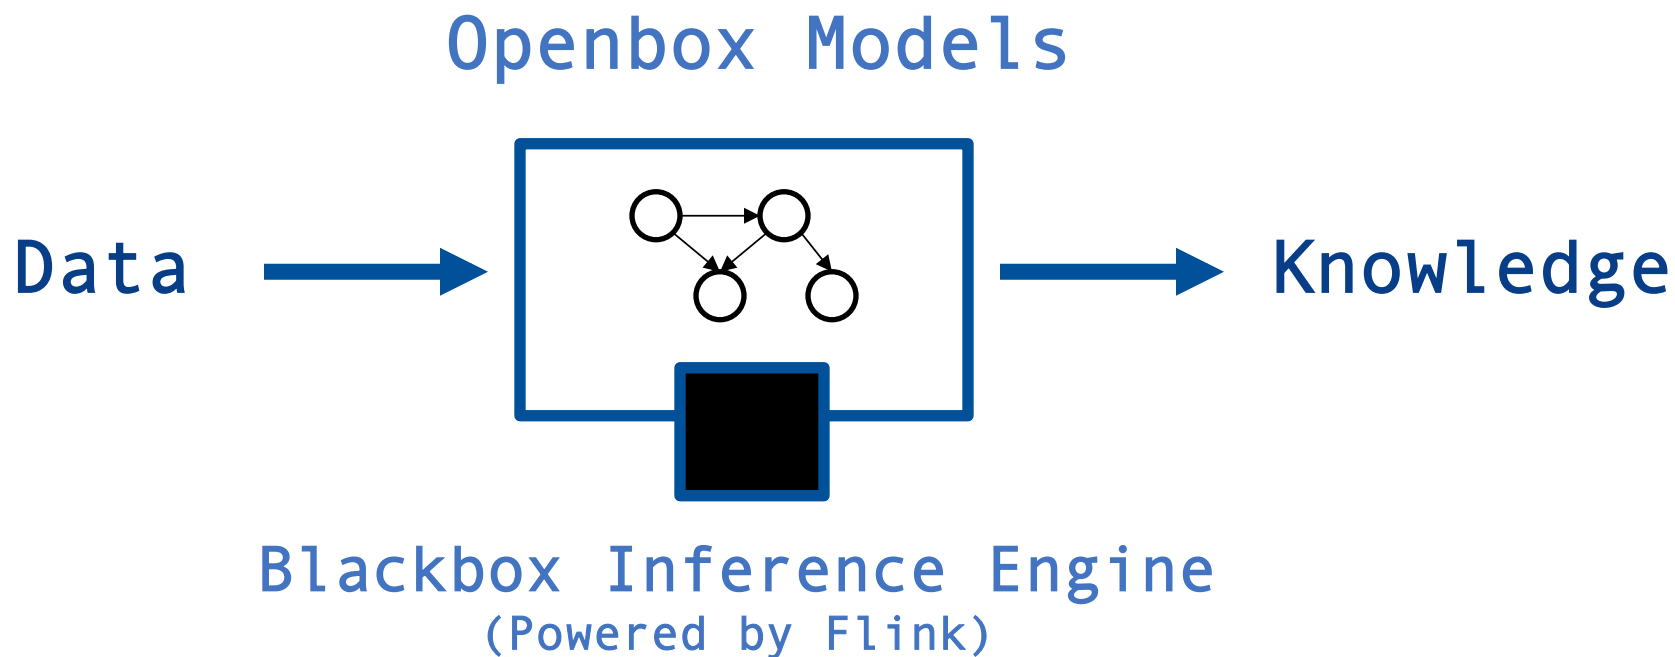 Openbox Models
Data
Knowledge
Blackbox Inference Engine
(Powered by Flink)